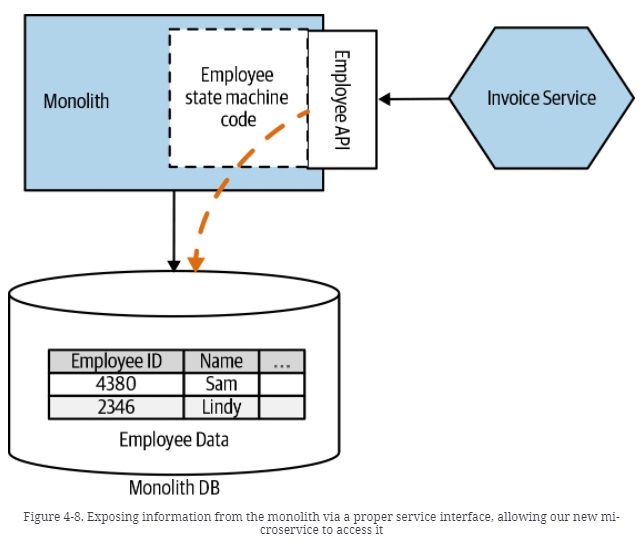 Monolith
Employee
state machine
code
Employee API
Invoice Service
Employee ID Name ...
4380 Sam
2346 Lindy
Employee Data
Monolith DB
Figure 4-8. Exposing information from the monolith via a proper service interface, allowing our new mi-
croservice to access it